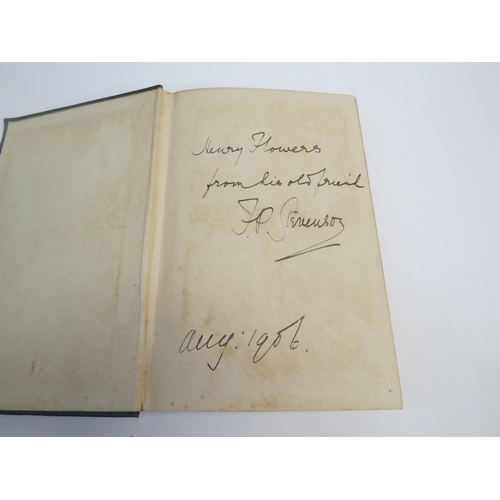 Henry Flowers
from his old friend
F.P. Stevenson
Aug: 1906.